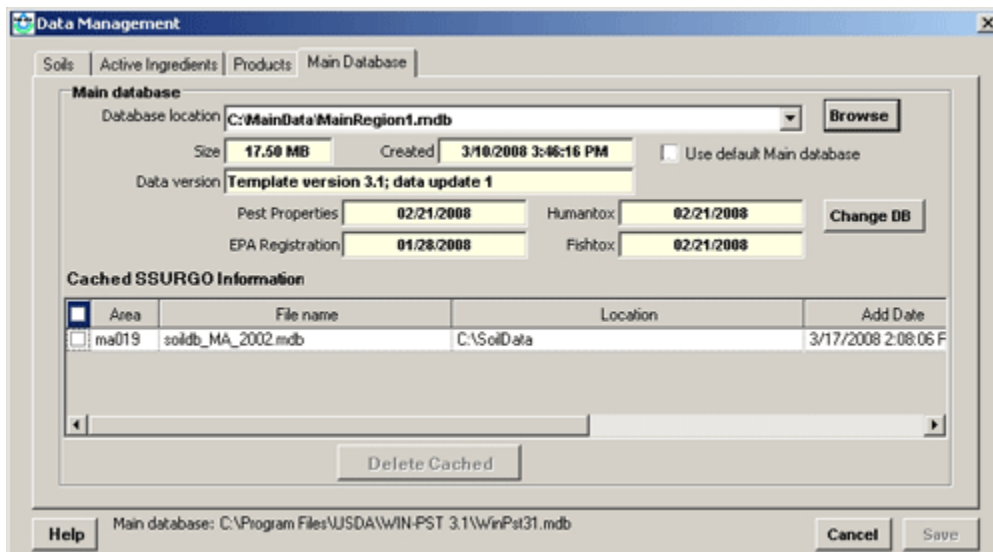 Data Management
Soils Active Ingredients Products Main Database
Main database
Database location C:\MainData\MainRegion1.mdb Browse
Size 17.50 MB Created 3/10/2008 3:46:16 PM Use default Main database
Data version Template version 3.1; data update 1
Pest Properties 02/21/2008 Humantox 02/21/2008 Change DB
EPA Registration 01/28/2008 Fishtox 02/21/2008
Cached SSURGO Information
Area File name Location Add Date
ma019 soildb_MA_2002.mdb C:\SoilData 3/17/2008 2:08:06 F
Delete Cached
Help Main database: C:\Program Files\USDA\WIN-PST 3.1\WinPst31.mdb Cancel Save